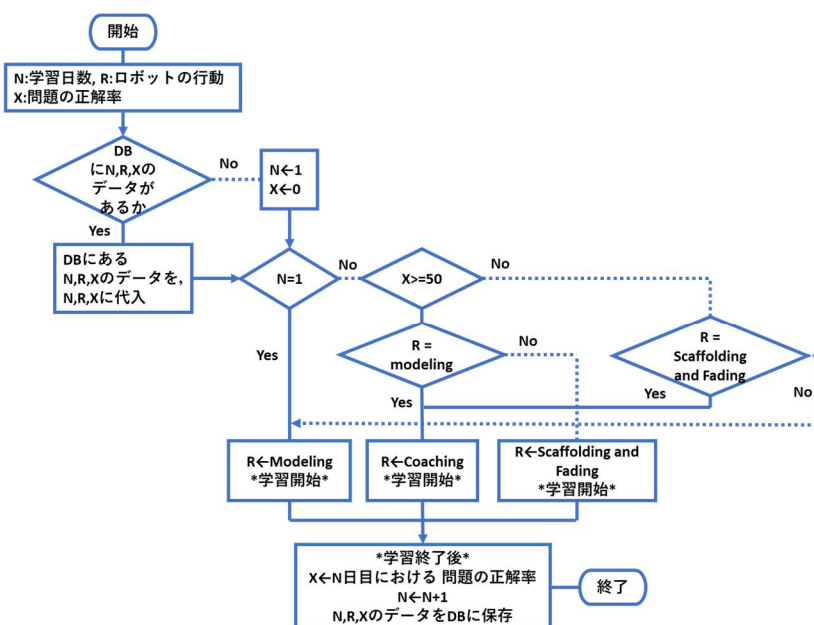 開始
N:学習日数, R:ロボットの行動
X:問題の正解率
DB
にN,R,Xの
データが
あるか
No
N←1
X←0
Yes
DBにある
N,R,Xのデータを,
N,R,Xに代入
N=1
No
X>=50
No
Yes
R =
modeling
No
R =
Scaffolding
and Fading
Yes
Yes
No
R←Modeling
*学習開始*
R←Coaching
*学習開始*
R←Scaffolding and
Fading
*学習開始*
*学習終了後*
X←N日目における 問題の正解率
N←N+1
N,R,XのデータをDBに保存
終了